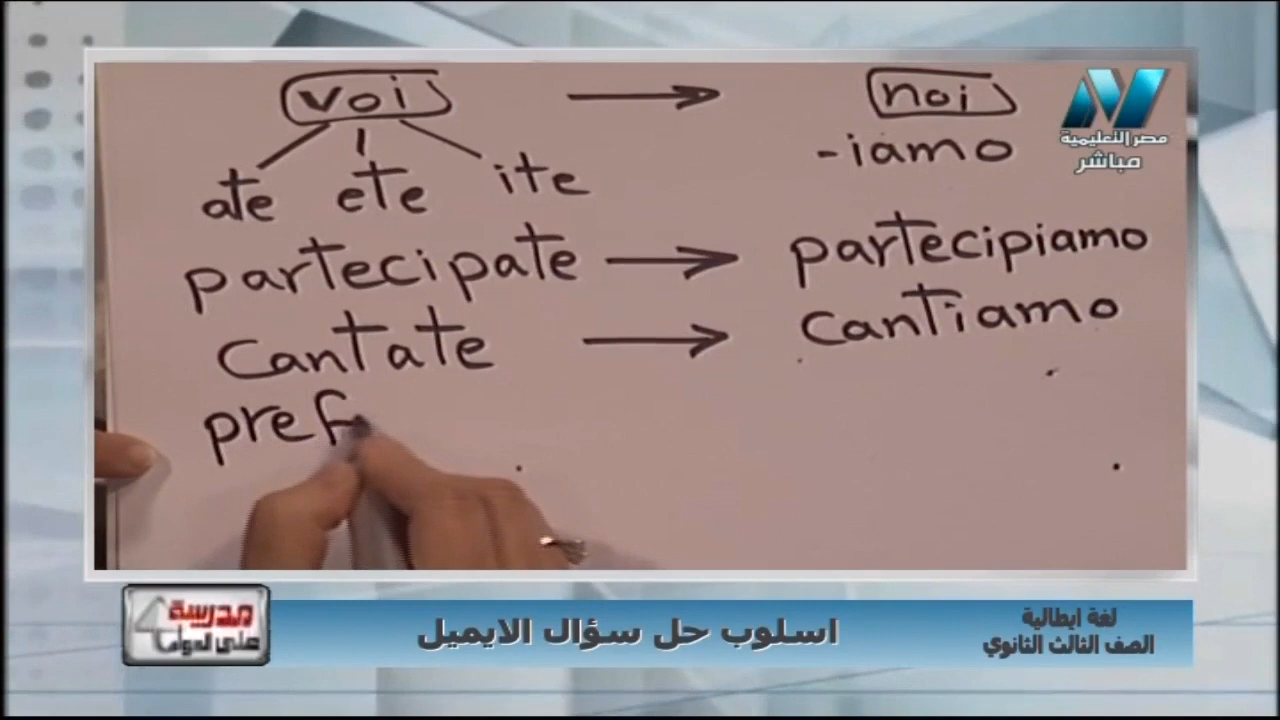 voi → noi
ate ete ite -iamo
partecipate → partecipiamo
cantate → cantiamo
pref
مصر التعليمية
مباشر
مدرسة
على الهواء
اسلوب حل سؤال الايميل
لغة ايطالية
الصف الثالث الثانوي